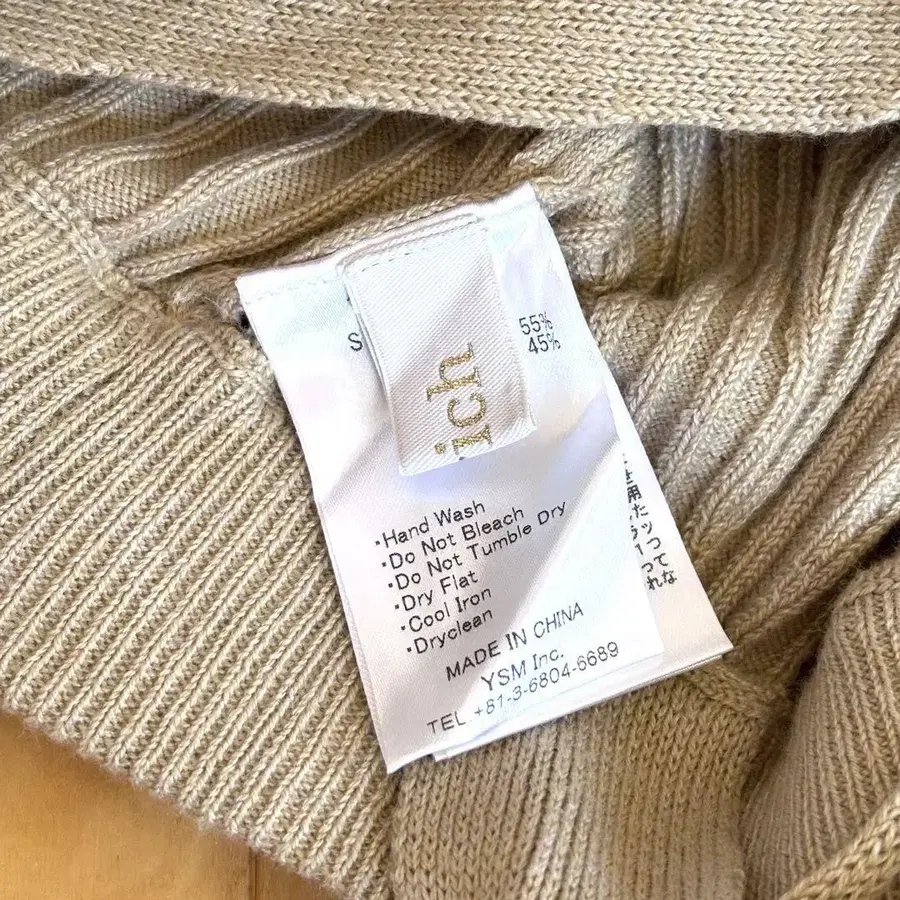 55%
45%
ich
·Hand Wash
·Do Not Bleach
·Do Not Tumble Dry
·Dry Flat
·Cool Iron
·Dryclean
MADE IN CHINA
YSM Inc.
TEL +81-3-6804-6689